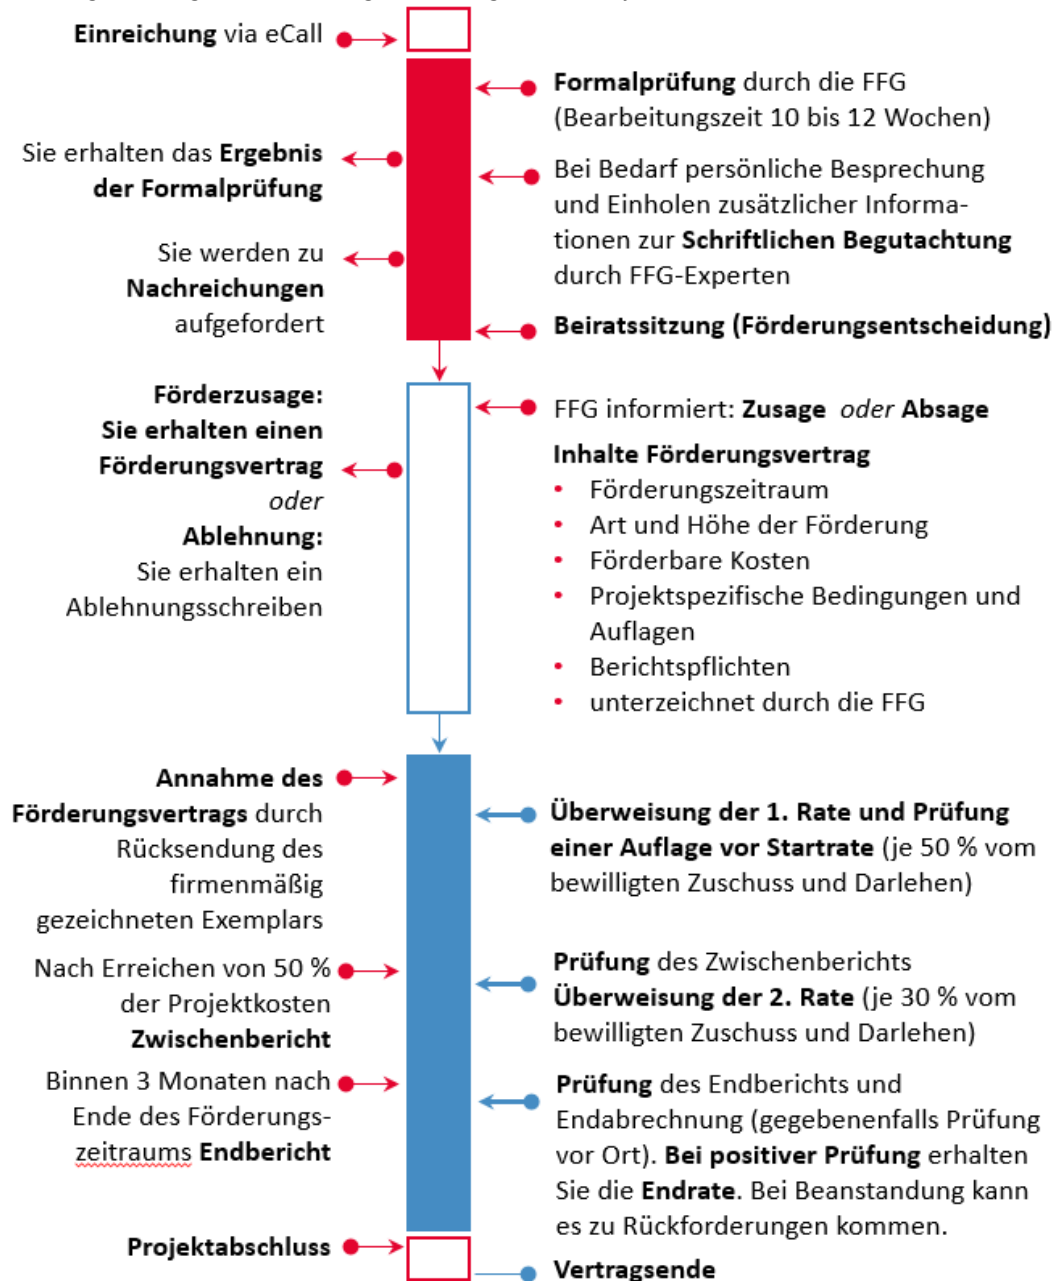 Einreichung via eCall
Formalprüfung durch die FFG
(Bearbeitungszeit 10 bis 12 Wochen)
Sie erhalten das Ergebnis
der Formalprüfung
Bei Bedarf persönliche Besprechung
und Einholen zusätzlicher Informa-
tionen zur Schriftlichen Begutachtung
durch FFG-Experten
Sie werden zu
Nachreichungen
aufgefordert
Beiratssitzung (Förderungsentscheidung)
Förderzusage:
Sie erhalten einen
Förderungsvertrag
oder
Ablehnung:
Sie erhalten ein
Ablehnungsschreiben
FFG informiert: Zusage oder Absage
Inhalte Förderungsvertrag
• Förderungszeitraum
• Art und Höhe der Förderung
• Förderbare Kosten
• Projektspezifische Bedingungen und
Auflagen
• Berichtspflichten
• unterzeichnet durch die FFG
Annahme des
Förderungsvertrags durch
Rücksendung des
firmenmäßig
gezeichneten Exemplars
Überweisung der 1. Rate und Prüfung
einer Auflage vor Startrate (je 50 % vom
bewilligten Zuschuss und Darlehen)
Nach Erreichen von 50 %
der Projektkosten
Zwischenbericht
Prüfung des Zwischenberichts
Überweisung der 2. Rate (je 30 % vom
bewilligten Zuschuss und Darlehen)
Binnen 3 Monaten nach
Ende des Förderungs-
zeitraums Endbericht
Prüfung des Endberichts und
Endabrechnung (gegebenenfalls Prüfung
vor Ort). Bei positiver Prüfung erhalten
Sie die Endrate. Bei Beanstandung kann
es zu Rückforderungen kommen.
Projektabschluss
Vertragsende